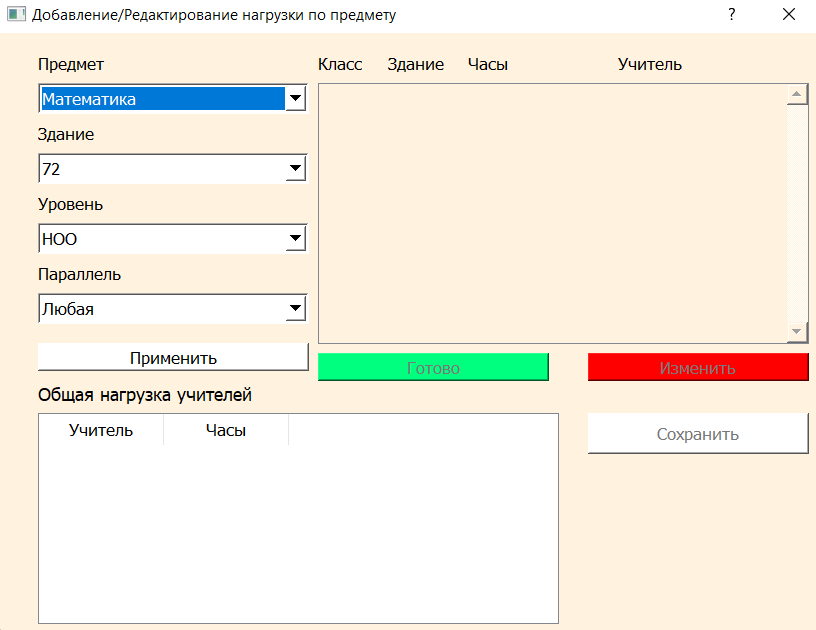 Добавление/Редактирование нагрузки по предмету
?
Предмет
Математика
Здание
72
Уровень
НОО
Параллель
Любая
Применить
Класс Здание Часы Учитель
Готово
Изменить
Общая нагрузка учителей
Учитель Часы
Сохранить